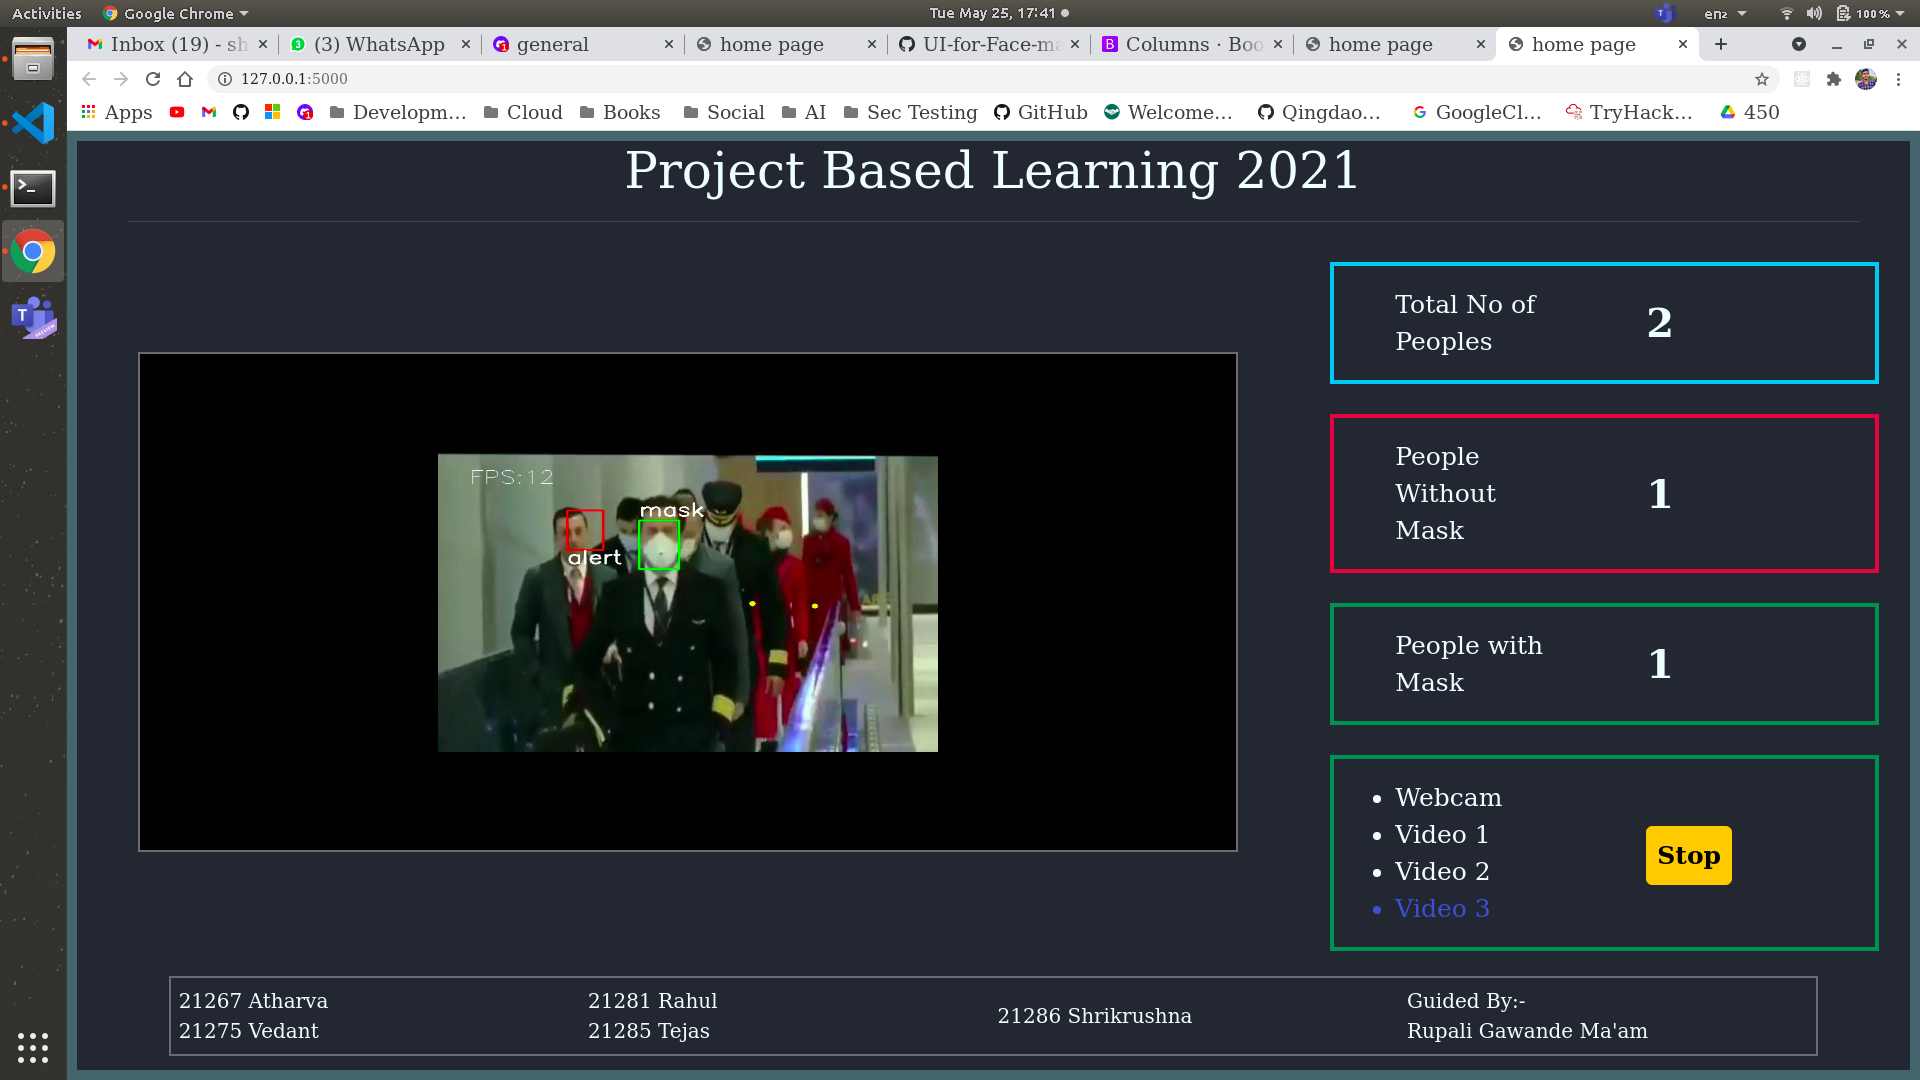 Activities
Google Chrome
Tue May 25, 17:41
en₂
100 %
Inbox (19) - sh
(3) WhatsApp
general
home page
UI-for-Face-ma
Columns · Boo
home page
home page
127.0.0.1:5000
Apps
Developm...
Cloud
Books
Social
AI
Sec Testing
GitHub
Welcome...
Qingdao...
GoogleCl...
TryHack...
450
Project Based Learning 2021
FPS:12
mask
alert
Total No of
Peoples
2
People
Without
Mask
1
People with
Mask
1
Webcam
Video 1
Video 2
Video 3
Stop
21267 Atharva
21275 Vedant
21281 Rahul
21285 Tejas
21286 Shrikrushna
Guided By:-
Rupali Gawande Ma'am